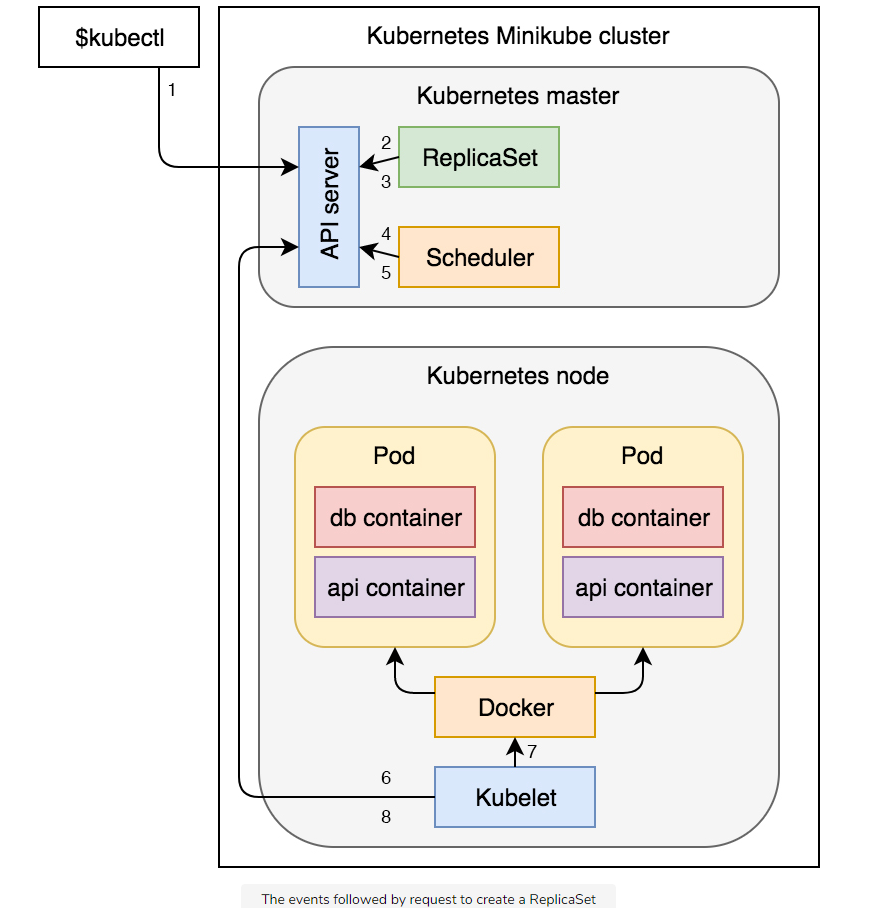 $kubectl
Kubernetes Minikube cluster
1
Kubernetes master
API server
2
ReplicaSet
3
4
Scheduler
5
Kubernetes node
Pod
Pod
db container
db container
api container
api container
Docker
7
6
Kubelet
8
The events followed by request to create a ReplicaSet